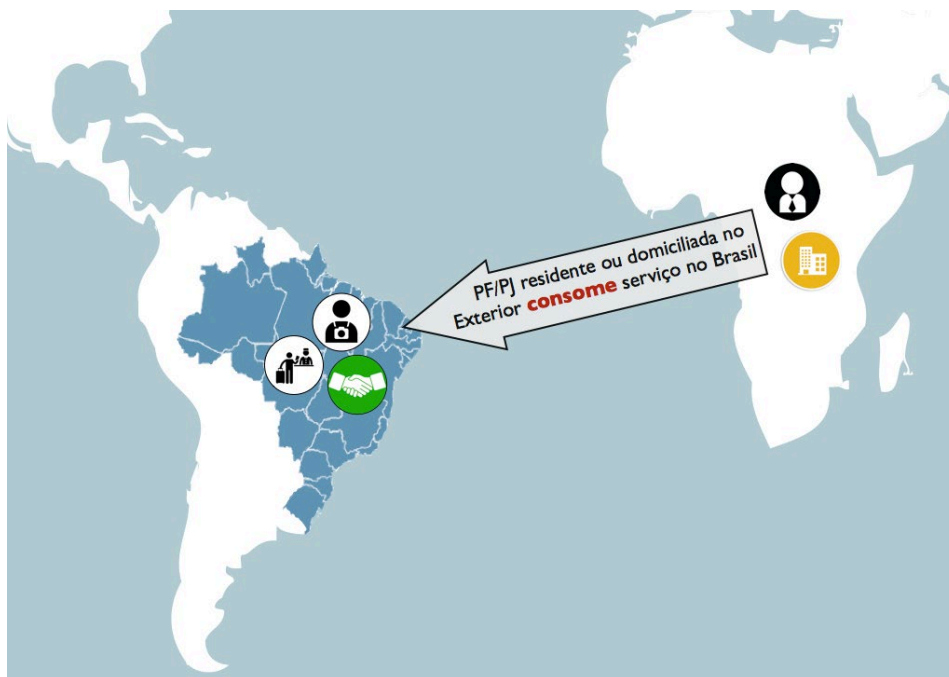 PF/PJ residente ou domiciliada no
Exterior consome serviço no Brasil